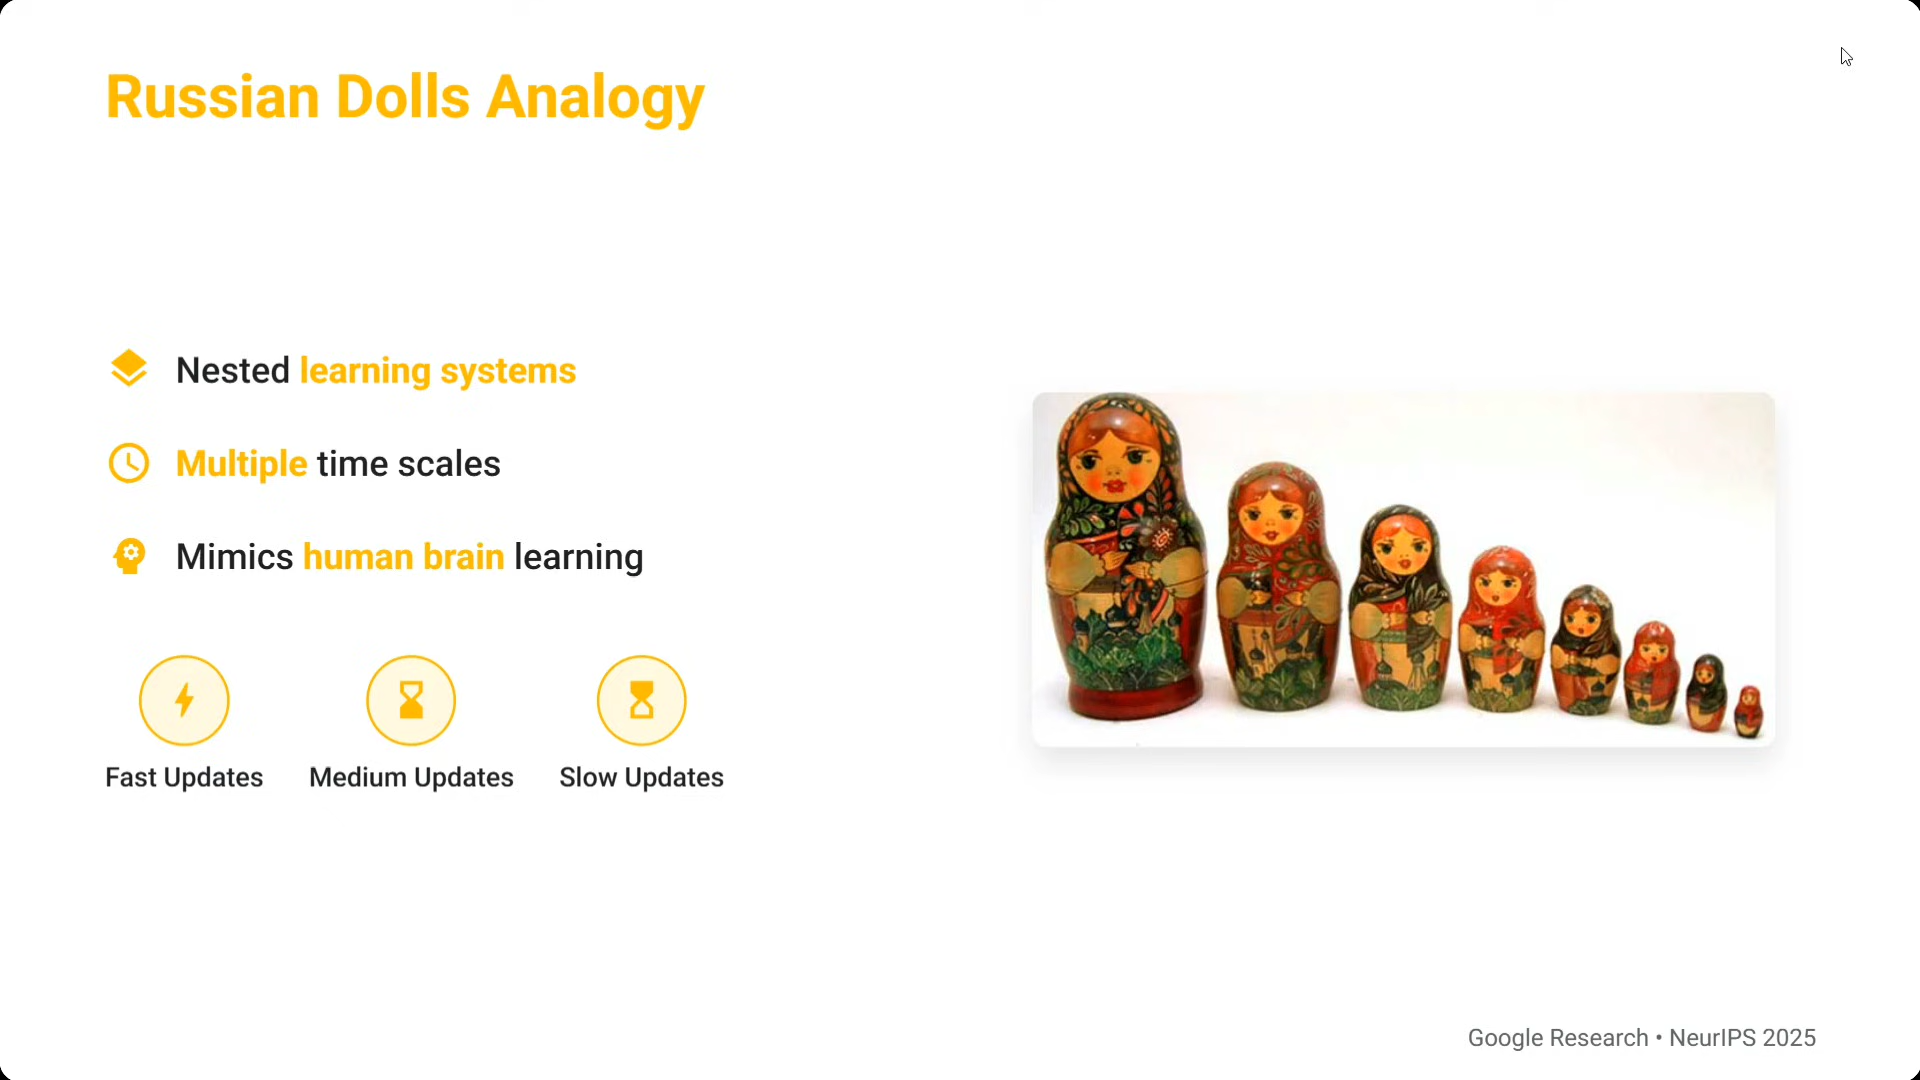 Russian Dolls Analogy
Nested learning systems
Multiple time scales
Mimics human brain learning
Fast Updates
Medium Updates
Slow Updates
Google Research • NeurIPS 2025